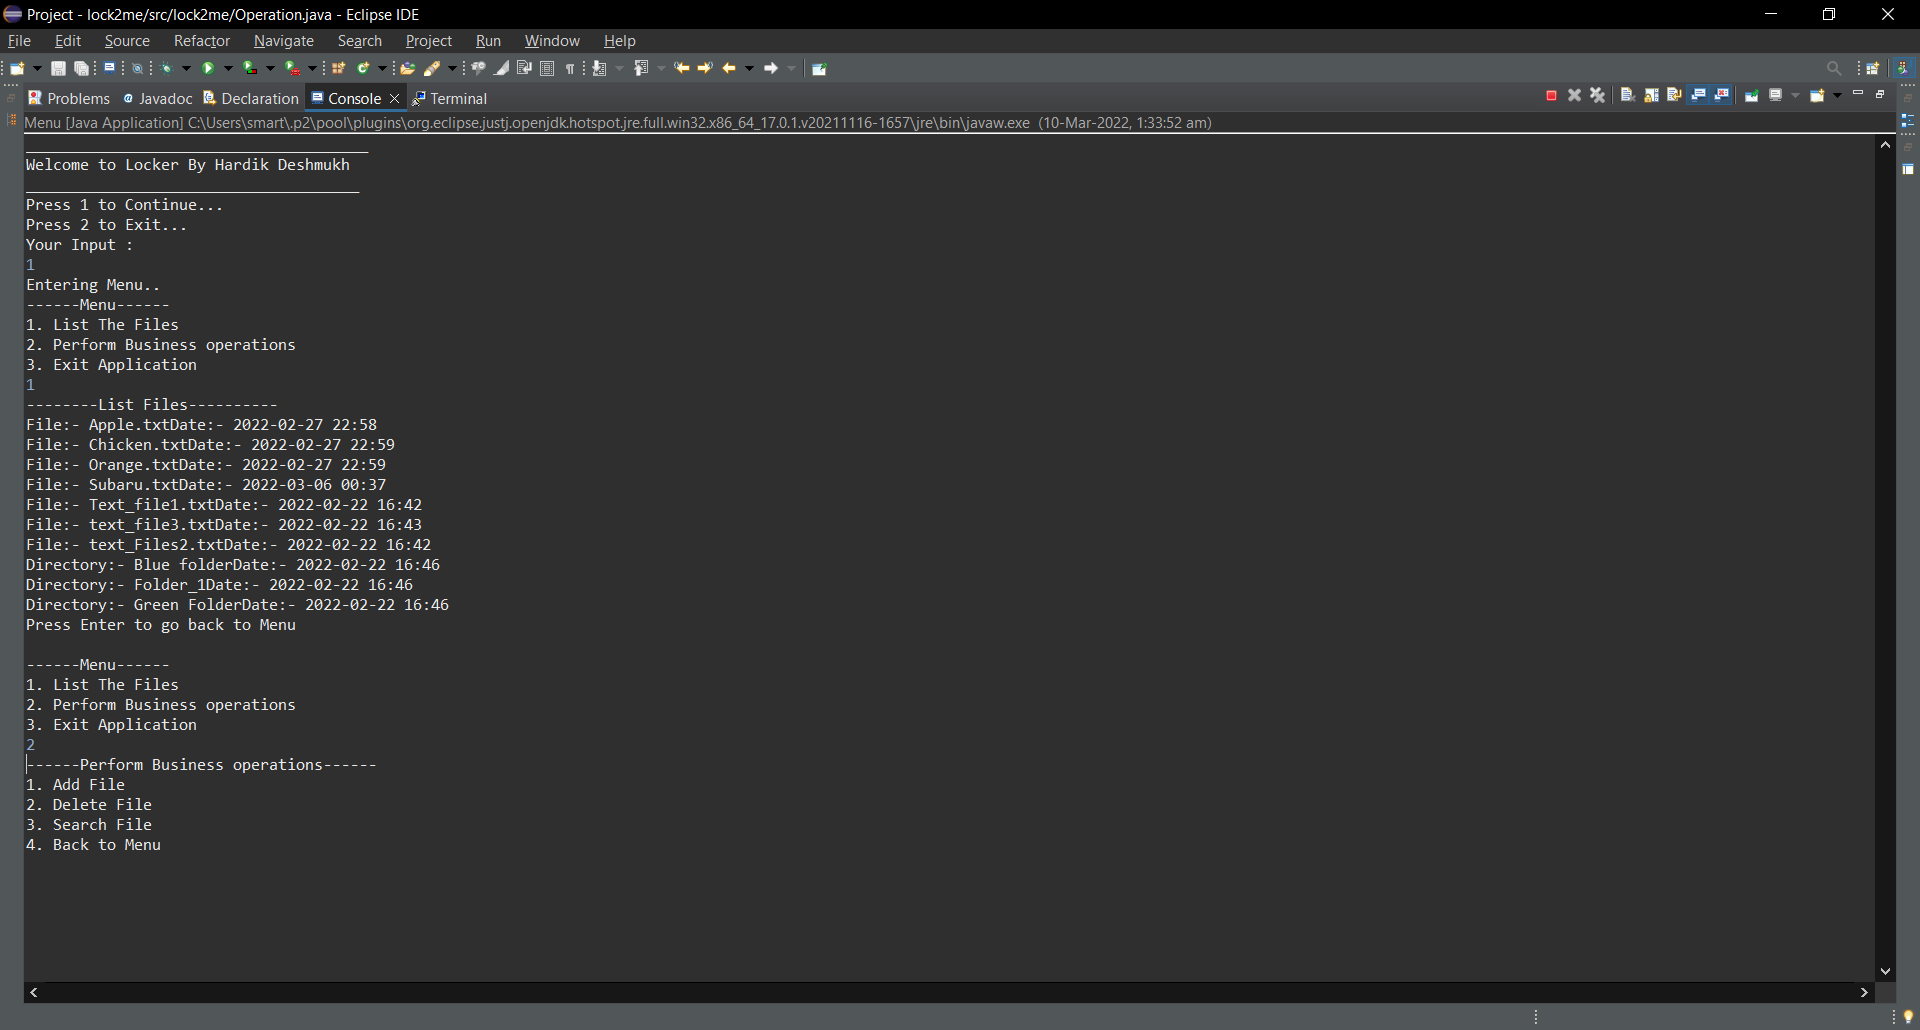 Project - lock2me/src/lock2me/Operation.java - Eclipse IDE
File Edit Source Refactor Navigate Search Project Run Window Help
Problems Javadoc Declaration Console Terminal
Menu [Java Application] C:\Users\smart\.p2\pool\plugins\org.eclipse.justj.openjdk.hotspot.jre.full.win32.x86_64_17.0.1.v20211116-1657\jre\bin\javaw.exe (10-Mar-2022, 1:33:52 am)
______________________________________
Welcome to Locker By Hardik Deshmukh
_____________________________________
Press 1 to Continue...
Press 2 to Exit...
Your Input :
1
Entering Menu..
------Menu------
1. List The Files
2. Perform Business operations
3. Exit Application
1
--------List Files----------
File:- Apple.txtDate:- 2022-02-27 22:58
File:- Chicken.txtDate:- 2022-02-27 22:59
File:- Orange.txtDate:- 2022-02-27 22:59
File:- Subaru.txtDate:- 2022-03-06 00:37
File:- Text_file1.txtDate:- 2022-02-22 16:42
File:- text_file3.txtDate:- 2022-02-22 16:43
File:- text_Files2.txtDate:- 2022-02-22 16:42
Directory:- Blue folderDate:- 2022-02-22 16:46
Directory:- Folder_1Date:- 2022-02-22 16:46
Directory:- Green FolderDate:- 2022-02-22 16:46
Press Enter to go back to Menu
------Menu------
1. List The Files
2. Perform Business operations
3. Exit Application
2
------Perform Business operations------
1. Add File
2. Delete File
3. Search File
4. Back to Menu